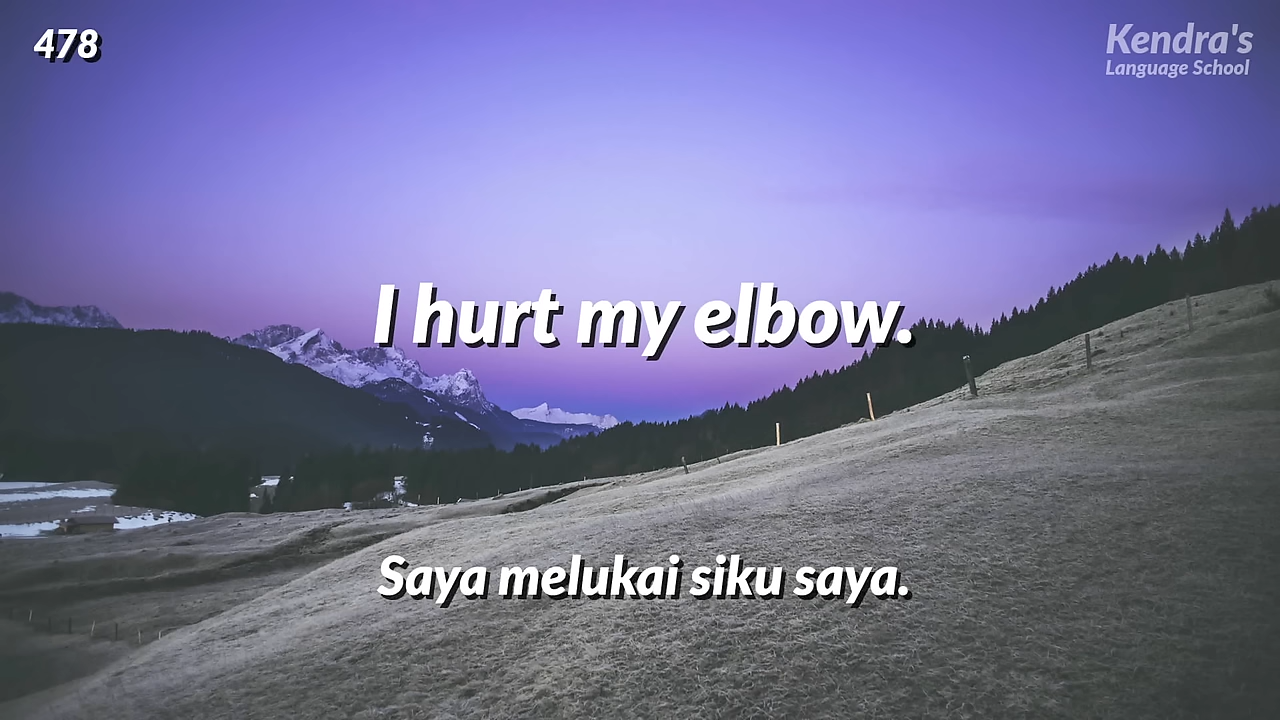 478
Kendra's
Language School
I hurt my elbow.
Saya melukai siku saya.